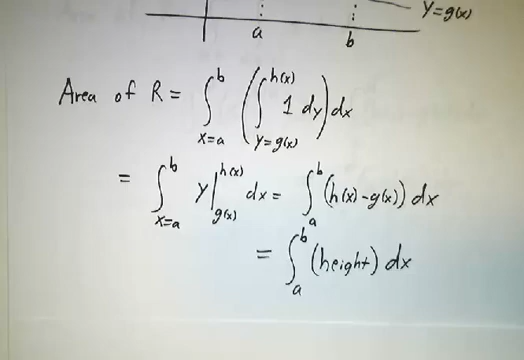 y=g(x)
a b
Area of R = ∫_{x=a}^{b} (∫_{y=g(x)}^{h(x)} 1 dy) dx
= ∫_{x=a}^{b} y|_{g(x)}^{h(x)} dx = ∫_{a}^{b} (h(x)-g(x)) dx
= ∫_{a}^{b} (height) dx